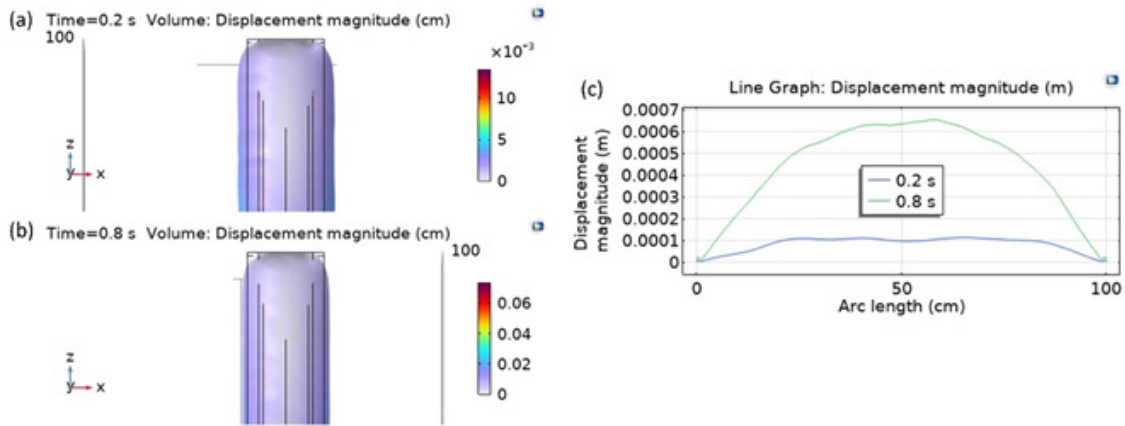 (a) Time=0.2 s Volume: Displacement magnitude (cm)
100
×10⁻³
10
5
0
z
y x
(b) Time=0.8 s Volume: Displacement magnitude (cm)
100
0.06
0.04
0.02
0
z
y x
(c) Line Graph: Displacement magnitude (m)
0.0007
0.0006
0.0005
0.0004
0.0003
0.0002
0.0001
0
Displacement
magnitude (m)
0.2 s
0.8 s
0 50 100
Arc length (cm)